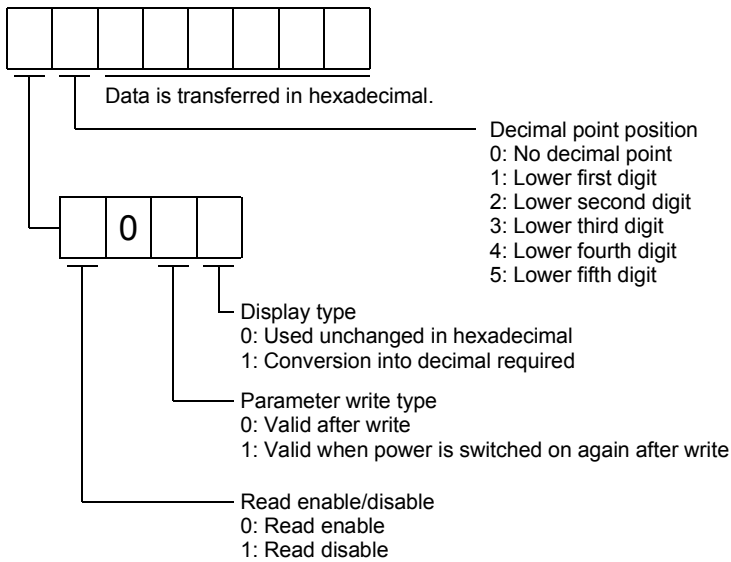 Data is transferred in hexadecimal.
Decimal point position
0: No decimal point
1: Lower first digit
2: Lower second digit
3: Lower third digit
4: Lower fourth digit
5: Lower fifth digit
0
Display type
0: Used unchanged in hexadecimal
1: Conversion into decimal required
Parameter write type
0: Valid after write
1: Valid when power is switched on again after write
Read enable/disable
0: Read enable
1: Read disable